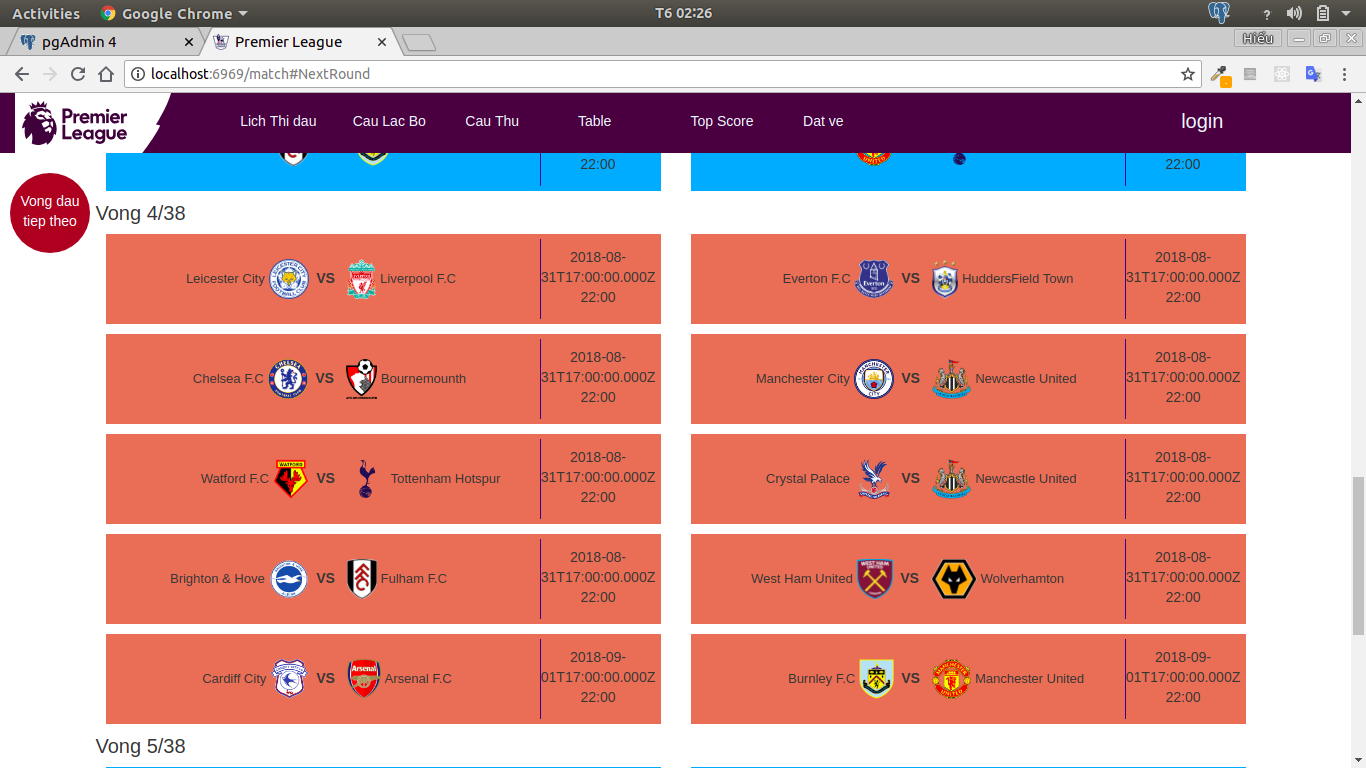 Activities Google Chrome T6 02:26 ?
pgAdmin 4 Premier League Hiếu
localhost:6969/match#NextRound
Premier
League
Lich Thi dau Cau Lac Bo Cau Thu Table Top Score Dat ve login
22:00 22:00
Vong dau
tiep theo
Vong 4/38
Leicester City VS Liverpool F.C
2018-08-
31T17:00:00.000Z
22:00
Everton F.C VS HuddersField Town
2018-08-
31T17:00:00.000Z
22:00
Chelsea F.C VS Bournemouth
2018-08-
31T17:00:00.000Z
22:00
Manchester City VS Newcastle United
2018-08-
31T17:00:00.000Z
22:00
Watford F.C VS Tottenham Hotspur
2018-08-
31T17:00:00.000Z
22:00
Crystal Palace VS Newcastle United
2018-08-
31T17:00:00.000Z
22:00
Brighton & Hove VS Fulham F.C
2018-08-
31T17:00:00.000Z
22:00
West Ham United VS Wolverhamton
2018-08-
31T17:00:00.000Z
22:00
Cardiff City VS Arsenal F.C
2018-09-
01T17:00:00.000Z
22:00
Burnley F.C VS Manchester United
2018-09-
01T17:00:00.000Z
22:00
Vong 5/38